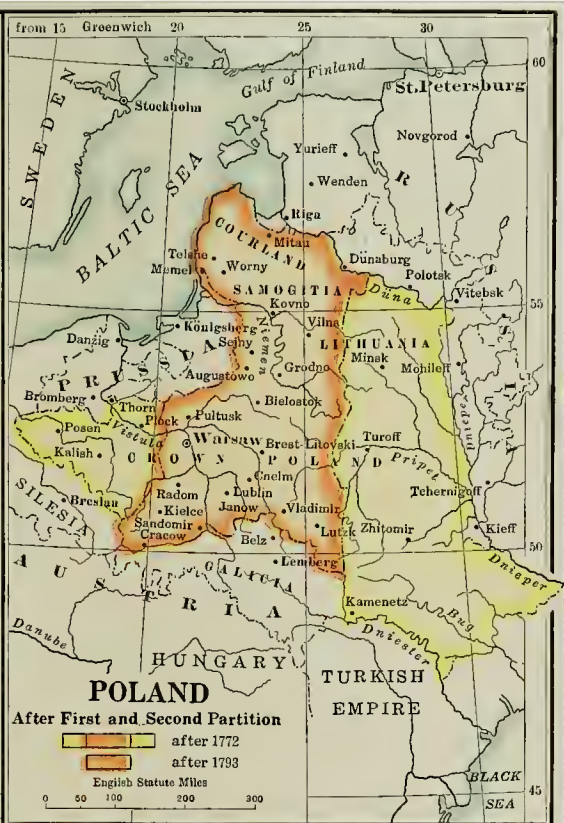 from 15 Greenwich 20 25 30
60
Gulf of Finland
St.Petersburg
Stockholm
SWEDEN
Novgorod
Yurieff
Wenden
BALTIC SEA
RUSSIA
Riga
COURLAND
Mitau
Telshe
Memel
Worny
Dünaburg
Polotsk
SAMOGITIA
Düna
Vitebsk
55
Kovno
Königsberg
Niemen
Vilna
Danzig
Sejny
LITHUANIA
Minsk
Mohileff
PRUSSIA
Grodno
Augustowo
Dnieper
Bromberg
Bielostok
Thorn
Plock
Pultusk
Posen
Vistula
Warsaw
Brest-Litovski
Turoff
Kalish
CROWN POLAND
Pripet
Chelm
Tchernigoff
SILESIA
Breslau
Radom
Lublin
Kielce
Janow
Vladimir
Sandomir
Lutzk
Zhitomir
Kieff
Cracow
Belz
50
Lemberg
GALICIA
Dnieper
AUSTRIA
Kamenetz
Bug
Danube
Dniester
HUNGARY
TURKISH
EMPIRE
POLAND
After First and Second Partition
after 1772
after 1793
English Statute Miles
0 50 100 200 300
BLACK
SEA
45